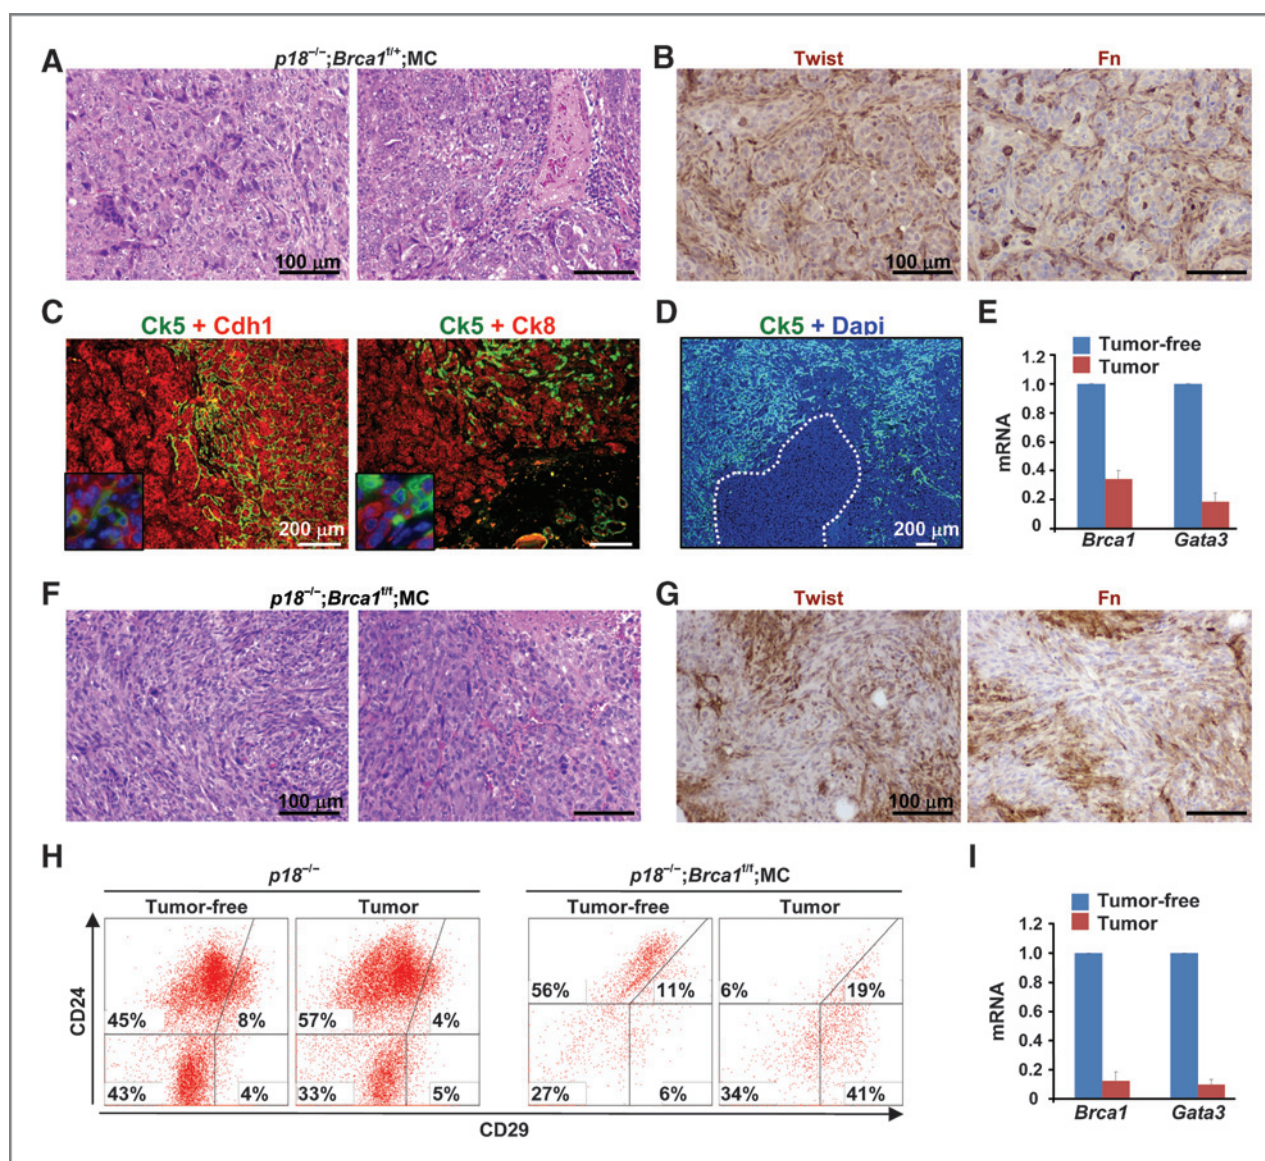 A
p18⁻/⁻;Brca1ᶠ/⁺;MC
100 μm
B
Twist
Fn
100 μm
C
Ck5 + Cdh1
Ck5 + Ck8
200 μm
D
Ck5 + Dapi
200 μm
E
Tumor-free
Tumor
mRNA
1.2
1.0
0.8
0.6
0.4
0.2
0
Brca1
Gata3
F
p18⁻/⁻;Brca1ᶠ/ᶠ;MC
100 μm
G
Twist
Fn
100 μm
H
p18⁻/⁻
p18⁻/⁻;Brca1ᶠ/ᶠ;MC
Tumor-free
Tumor
Tumor-free
Tumor
CD24
45%
8%
43%
4%
57%
4%
33%
5%
56%
11%
27%
6%
6%
19%
34%
41%
CD29
I
Tumor-free
Tumor
mRNA
1.2
1.0
0.8
0.6
0.4
0.2
0
Brca1
Gata3